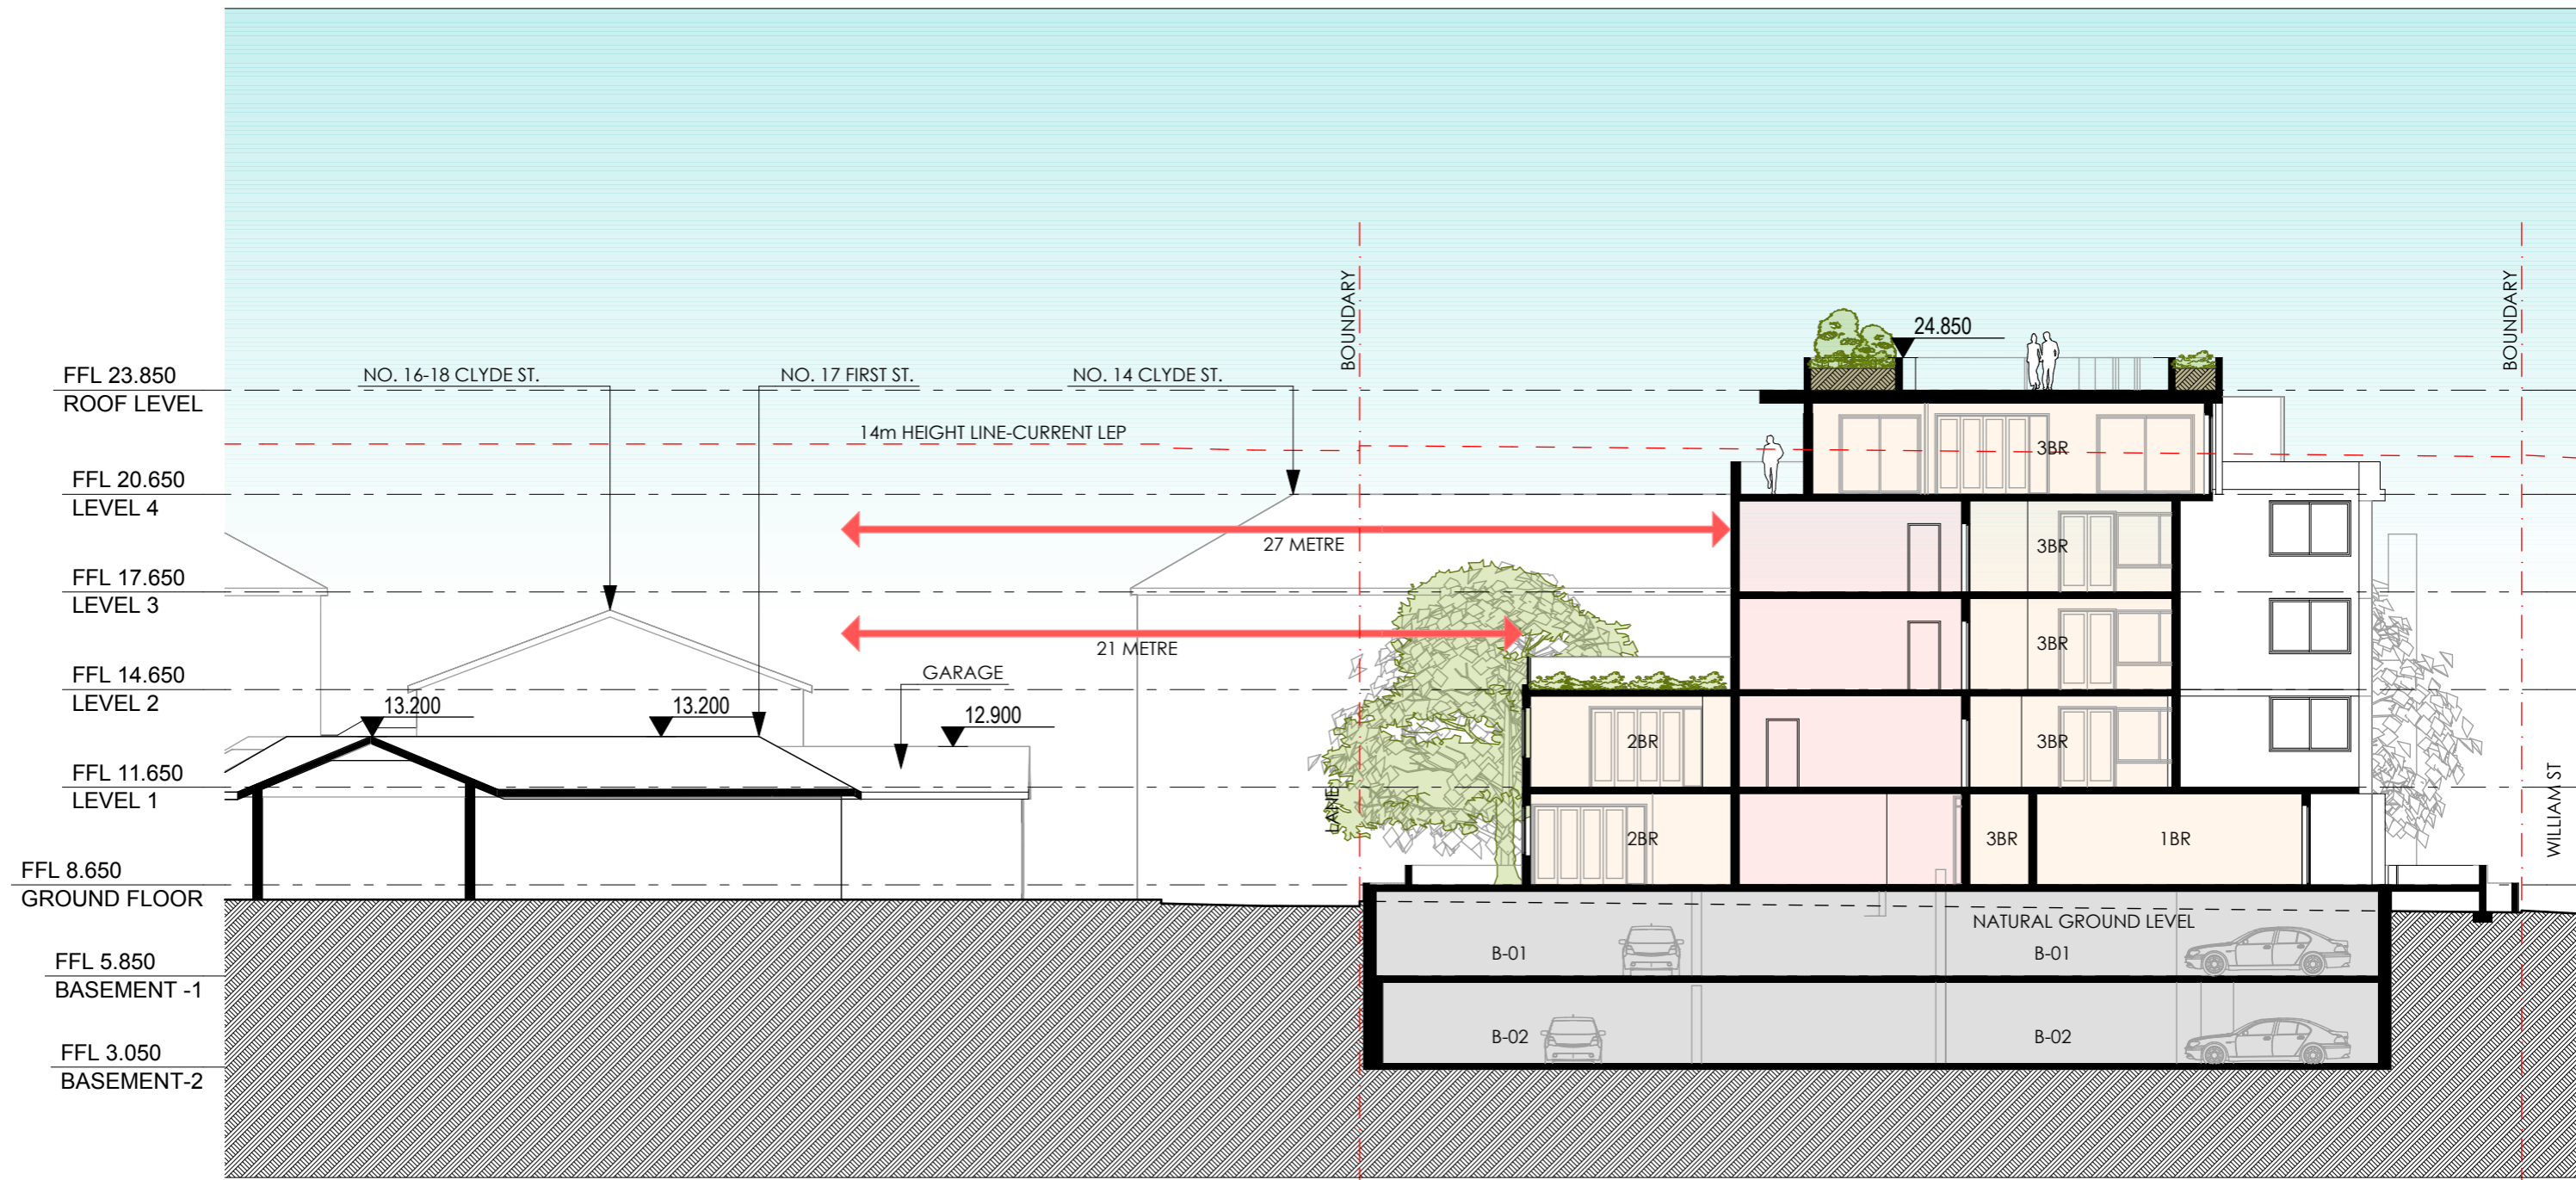 BOUNDARY
BOUNDARY
24.850
FFL 23.850
ROOF LEVEL
NO. 16-18 CLYDE ST.
NO. 17 FIRST ST.
NO. 14 CLYDE ST.
14m HEIGHT LINE-CURRENT LEP
3BR
FFL 20.650
LEVEL 4
27 METRE
3BR
FFL 17.650
LEVEL 3
21 METRE
3BR
FFL 14.650
LEVEL 2
GARAGE
13.200
13.200
12.900
2BR
3BR
FFL 11.650
LEVEL 1
LANE
WILLIAM ST
2BR
3BR
1BR
FFL 8.650
GROUND FLOOR
NATURAL GROUND LEVEL
B-01
B-01
FFL 5.850
BASEMENT -1
B-02
B-02
FFL 3.050
BASEMENT-2